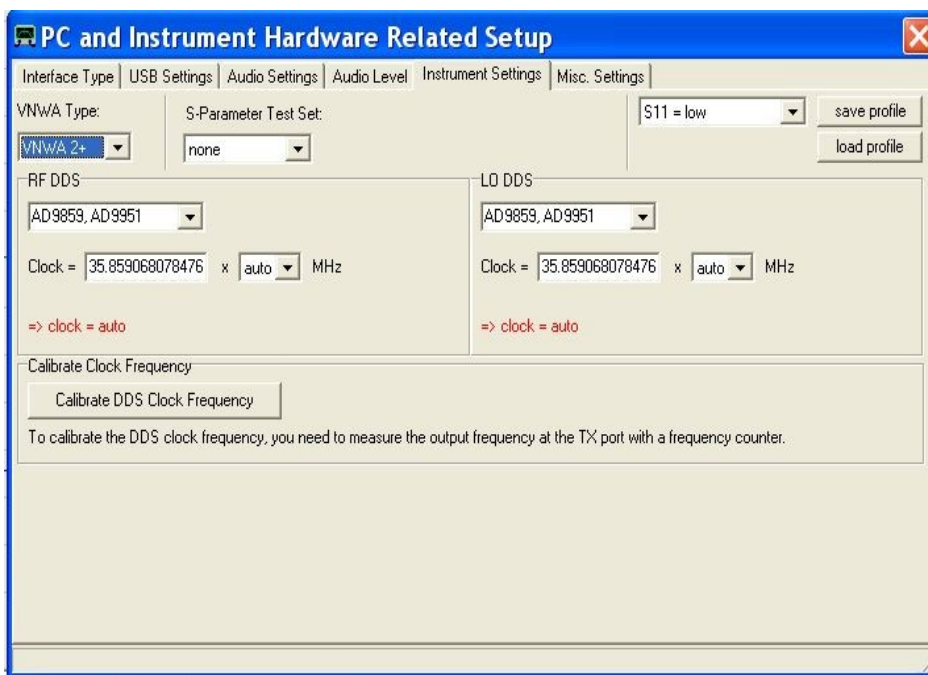 PC and Instrument Hardware Related Setup
Interface Type USB Settings Audio Settings Audio Level Instrument Settings Misc. Settings
VNWA Type:
S-Parameter Test Set:
S11 = low
save profile
VNWA 2+
none
load profile
RF DDS
AD9859, AD9951
Clock = 35.859068078476 x auto MHz
=> clock = auto
LO DDS
AD9859, AD9951
Clock = 35.859068078476 x auto MHz
=> clock = auto
Calibrate Clock Frequency
Calibrate DDS Clock Frequency
To calibrate the DDS clock frequency, you need to measure the output frequency at the TX port with a frequency counter.